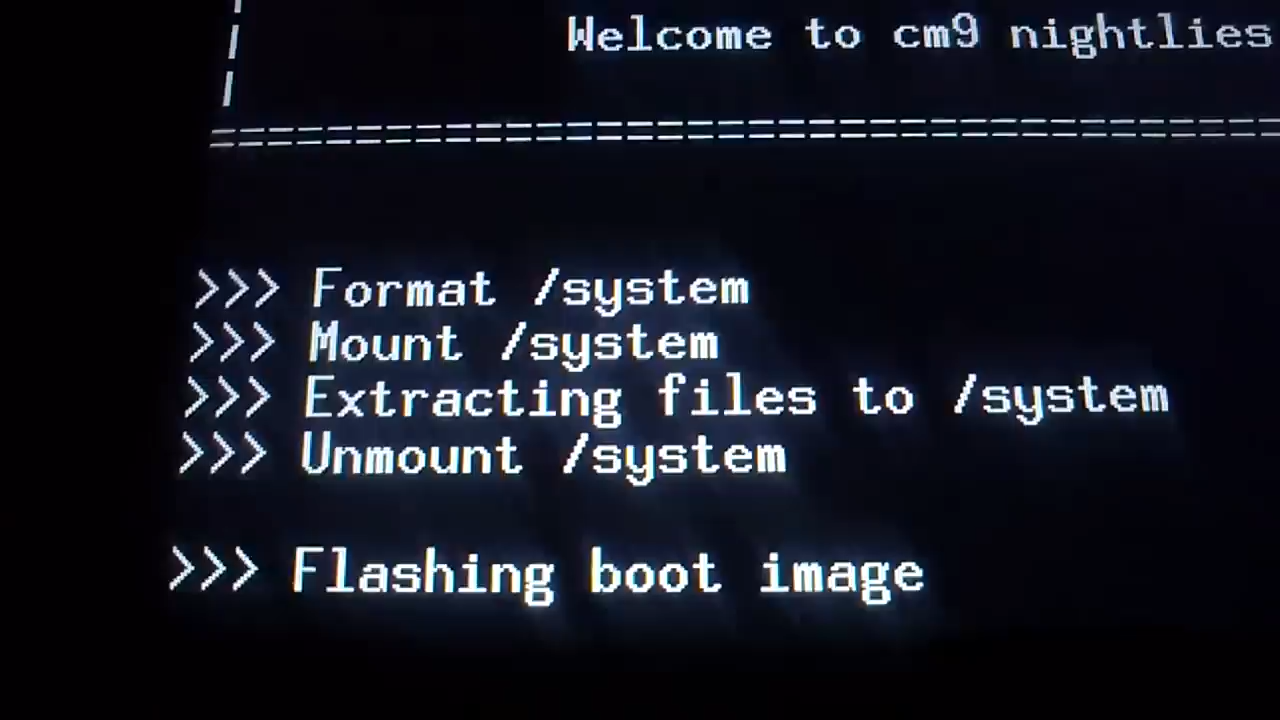 |
|
|
Welcome to cm9 nightlies
====================================
>>> Format /system
>>> Mount /system
>>> Extracting files to /system
>>> Unmount /system
>>> Flashing boot image